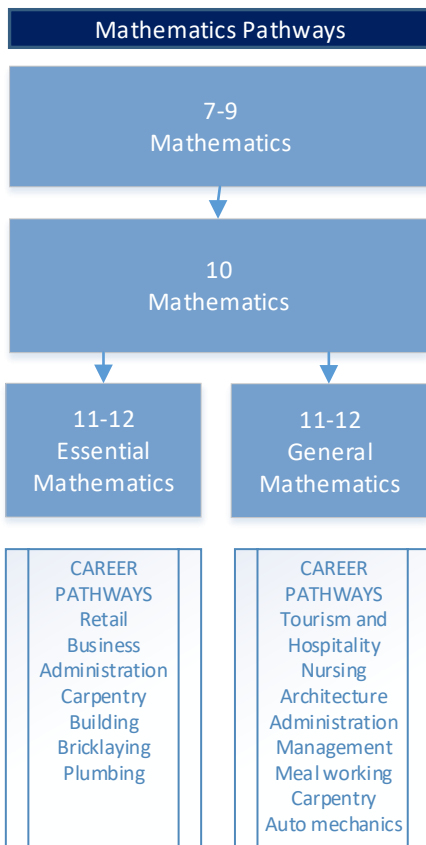 Mathematics Pathways
7-9
Mathematics
10
Mathematics
11-12
Essential
Mathematics
11-12
General
Mathematics
CAREER
PATHWAYS
Retail
Business
Administration
Carpentry
Building
Bricklaying
Plumbing
CAREER
PATHWAYS
Tourism and
Hospitality
Nursing
Architecture
Administration
Management
Meal working
Carpentry
Auto mechanics